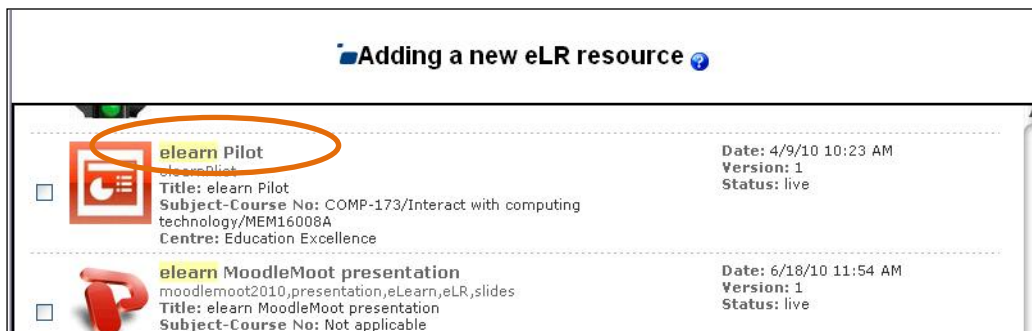 Adding a new eLR resource
elearn Pilot
Date: 4/9/10 10:23 AM
Version: 1
Status: live
Title: elearn Pilot
Subject-Course No: COMP-173/Interact with computing
technology/MEM16008A
Centre: Education Excellence
elearn MoodleMoot presentation
Date: 6/18/10 11:54 AM
moodlemoot2010,presentation,eLearn,eLR,slides
Version: 1
Title: elearn MoodleMoot presentation
Status: live
Subject-Course No: Not applicable